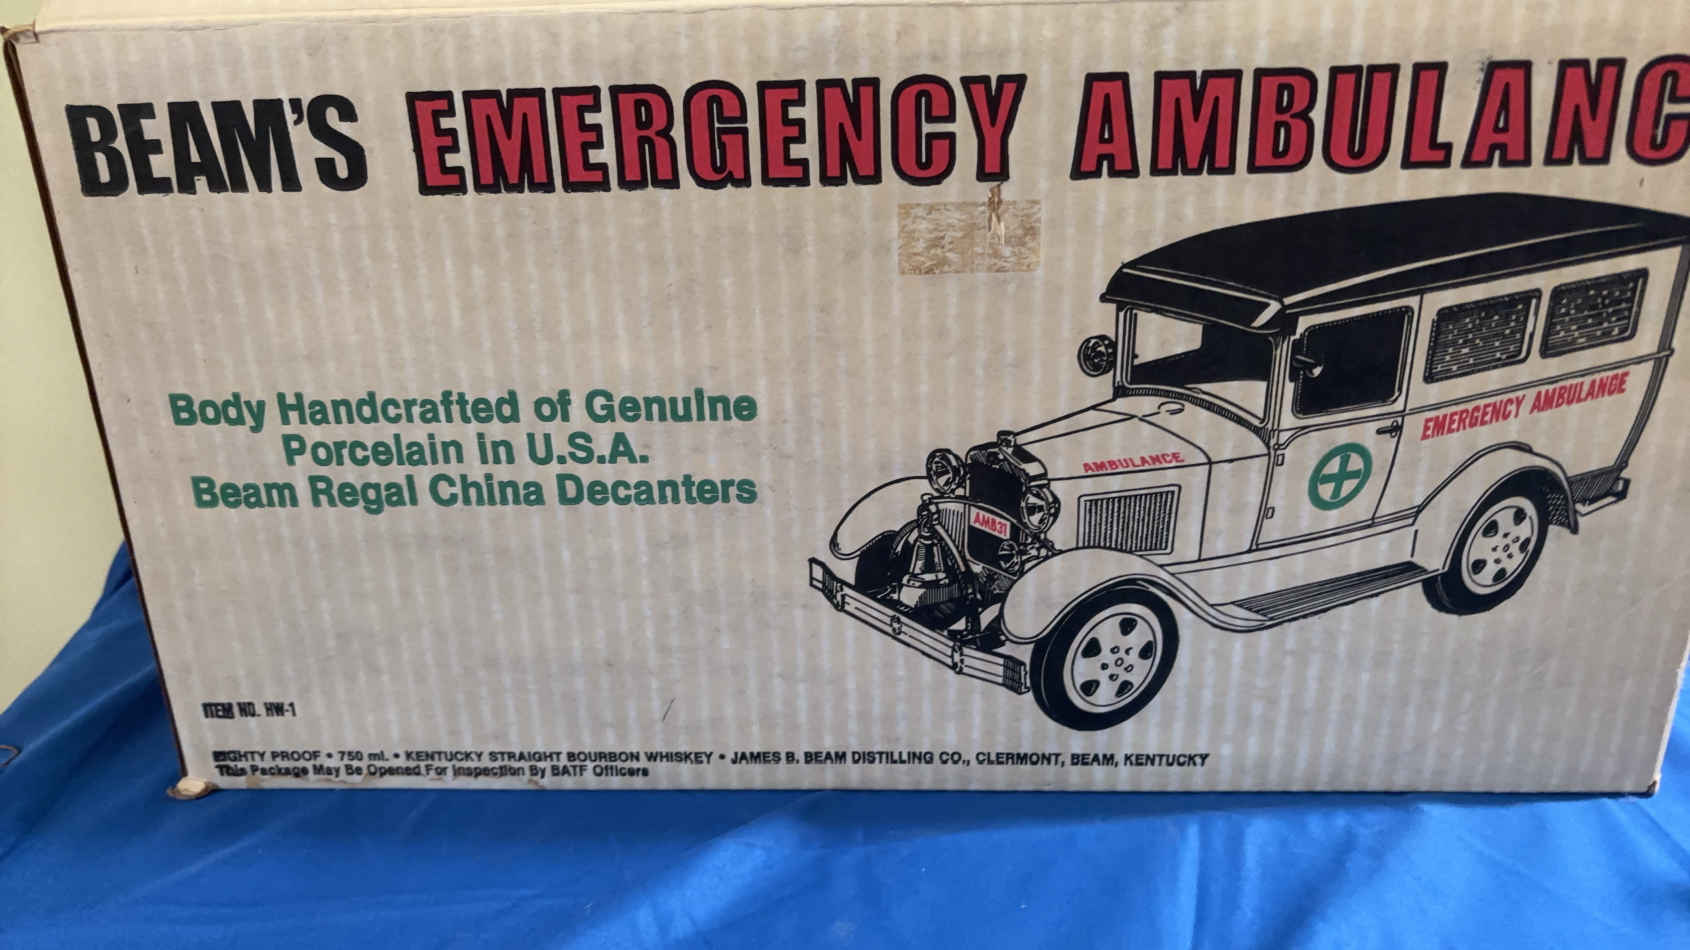 BEAM'S EMERGENCY AMBULANC
EMERGENCY AMBULANCE
AMBULANCE
AMB31
Body Handcrafted of Genuine
Porcelain in U.S.A.
Beam Regal China Decanters
ITEM NO. HW-1
EIGHTY PROOF • 750 ml. • KENTUCKY STRAIGHT BOURBON WHISKEY • JAMES B. BEAM DISTILLING CO., CLERMONT, BEAM, KENTUCKY
This Package May Be Opened For Inspection By BATF Officers